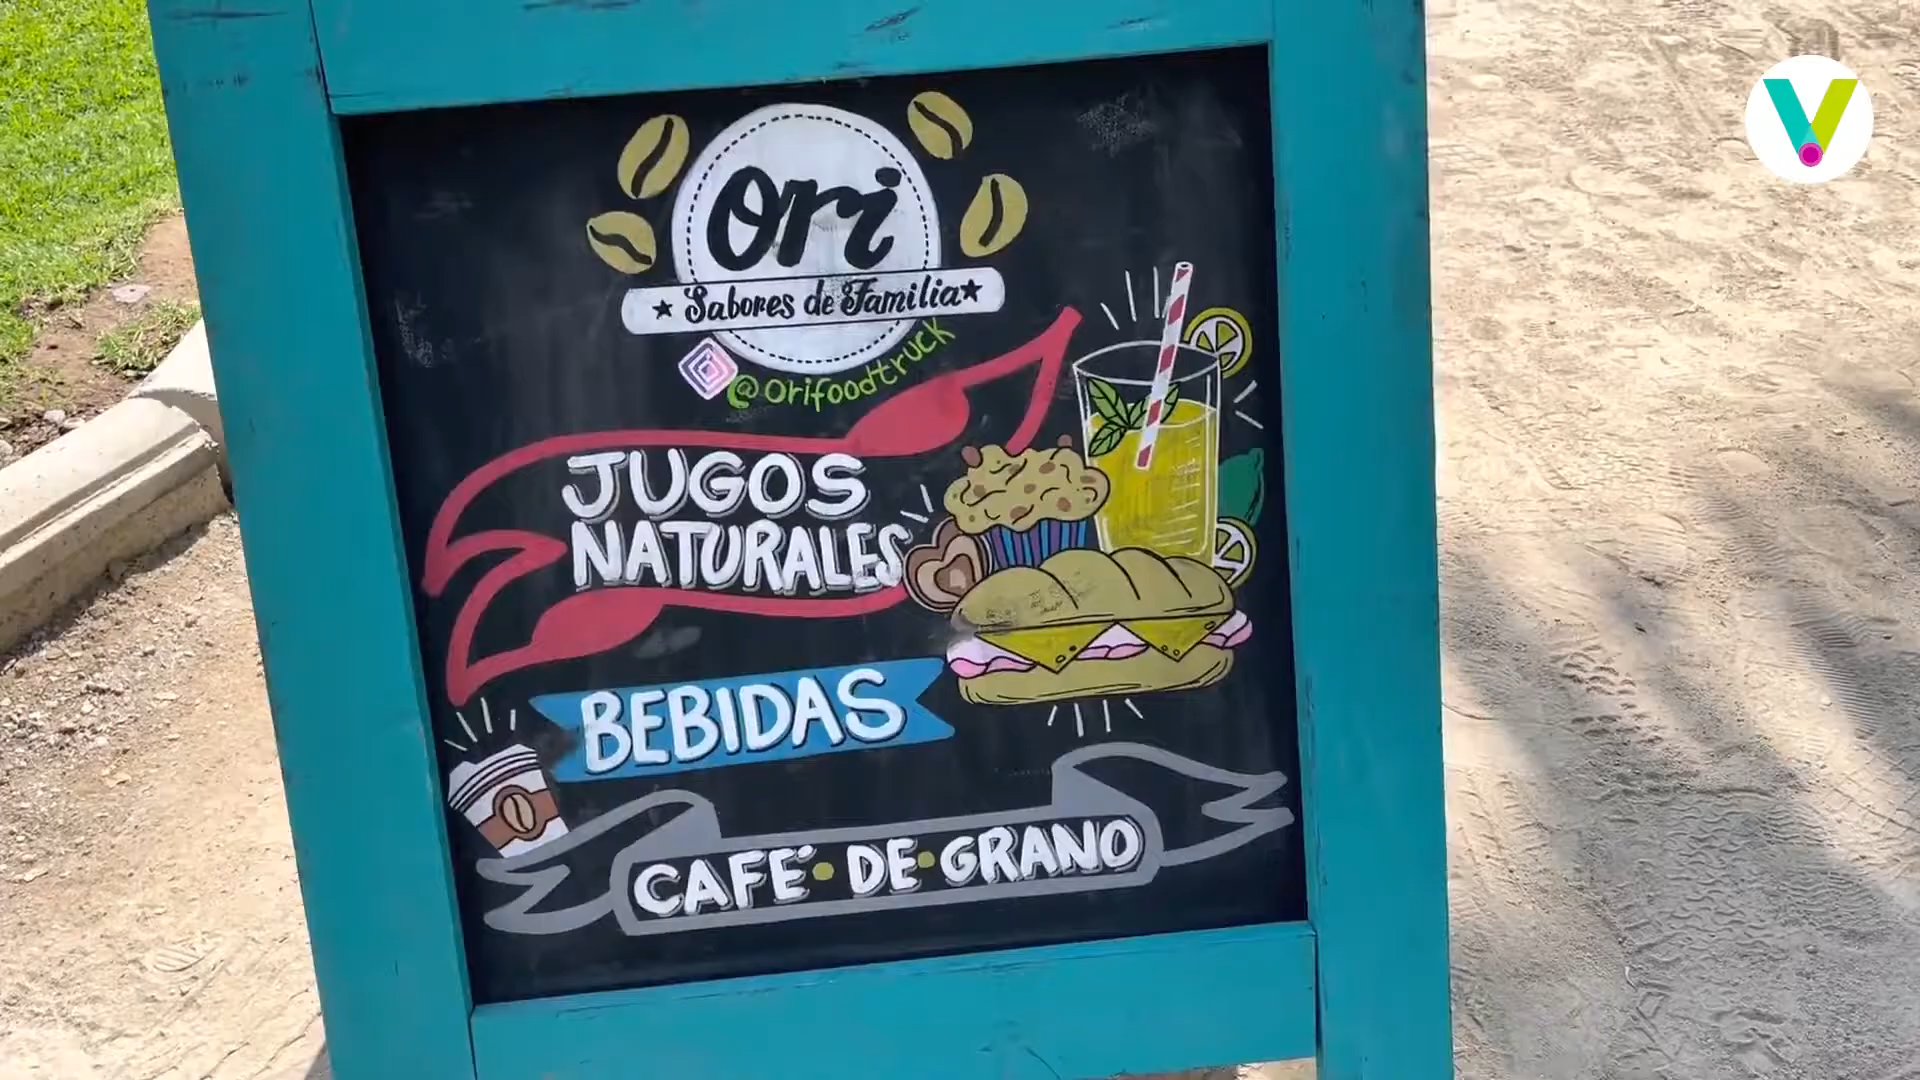 Ori
★ Sabores de Familia ★
@orifoodtruck
JUGOS
NATURALES
BEBIDAS
CAFÉ • DE • GRANO